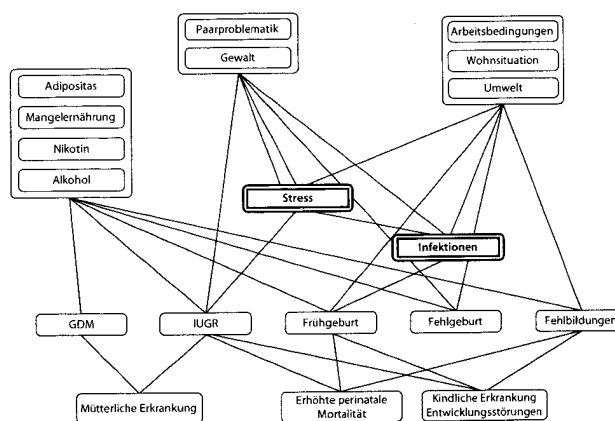 Paarproblematik
Gewalt
Arbeitsbedingungen
Wohnsituation
Umwelt
Adipositas
Mangelernährung
Nikotin
Alkohol
Stress
Infektionen
GDM
IUGR
Frühgeburt
Fehlgeburt
Fehlbildungen
Mütterliche Erkrankung
Erhöhte perinatale
Mortalität
Kindliche Erkrankung
Entwicklungsstörungen